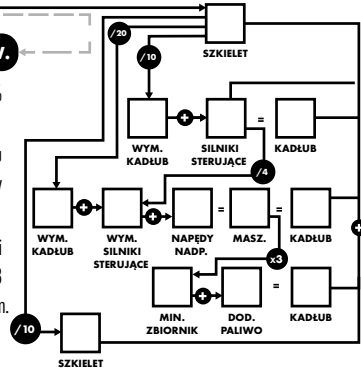 /20
V.
SZKIELET
/10
WYM. KADŁUB
+
SILNIKI STERUJĄCE
=
KADŁUB
/4
WYM. KADŁUB
+
WYM. SILNIKI STERUJĄCE
+
NAPĘDY NADP.
=
MASZ.
=
KADŁUB
+
x3
MIN. ZBIORNIK
+
DOD. PALIWO
=
KADŁUB
m.
/10
SZKIELET